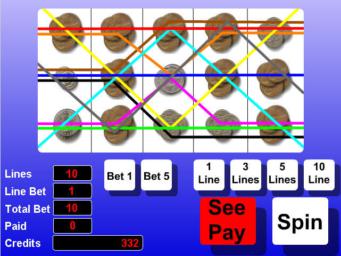 Lines 10
Line Bet 1
Total Bet 10
Paid 0
Credits 332
Bet 1
Bet 5
1
Line
3
Lines
5
Lines
10
Line
See
Pay
Spin